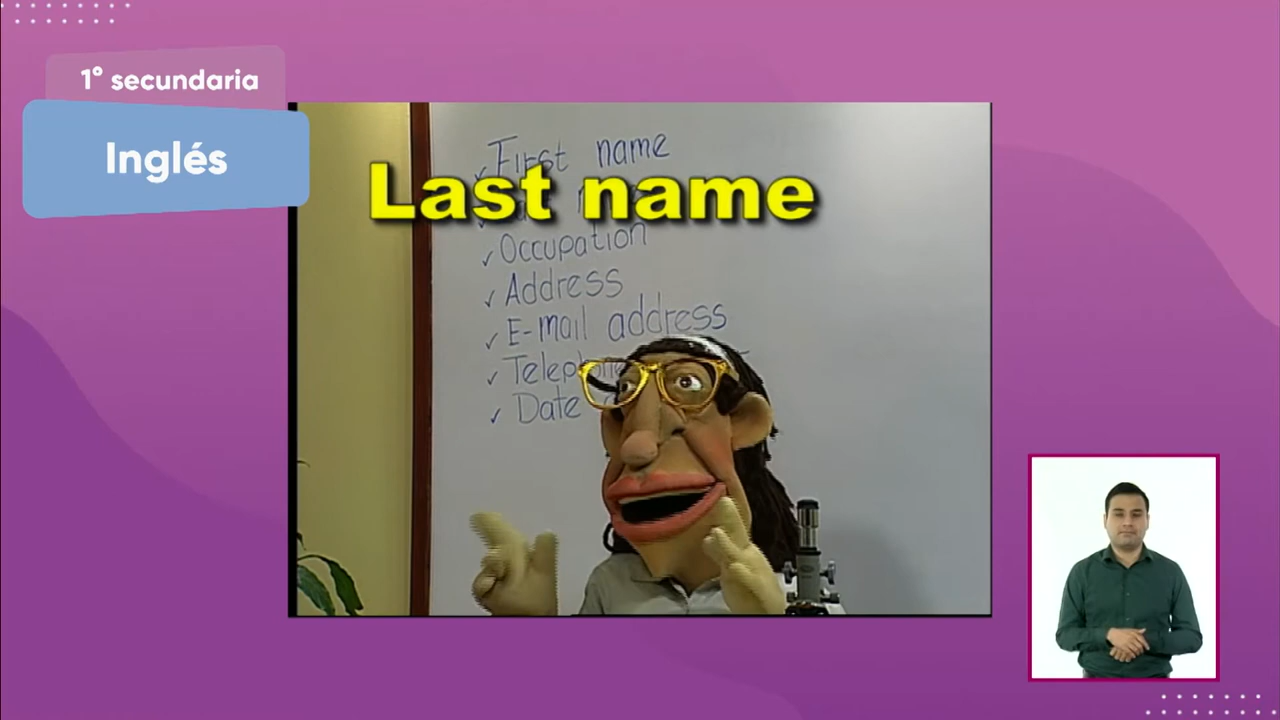 1° secundaria
Inglés
First name
Last name
Occupation
Address
E-mail address
Date